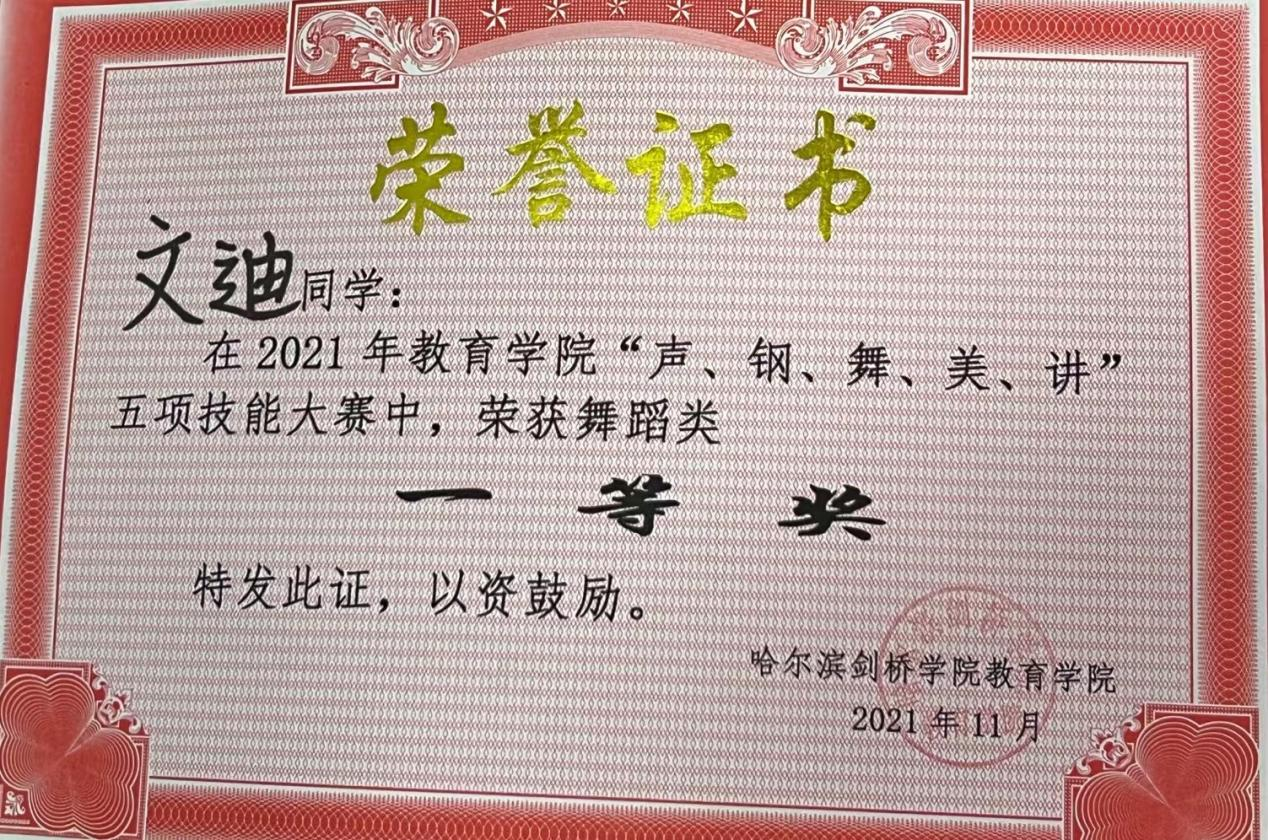 荣誉证书
文迪同学：
在2021年教育学院“声、钢、舞、美、讲”
五项技能大赛中，荣获舞蹈类
一等奖
特发此证，以资鼓励。
哈尔滨剑桥学院教育学院
2021年11月